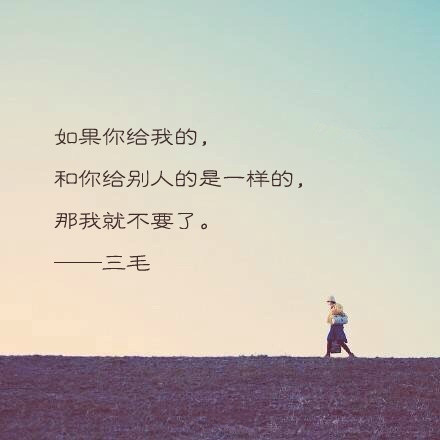 如果你给我的，
和你给别人的是一样的，
那我就不要了。
——三毛